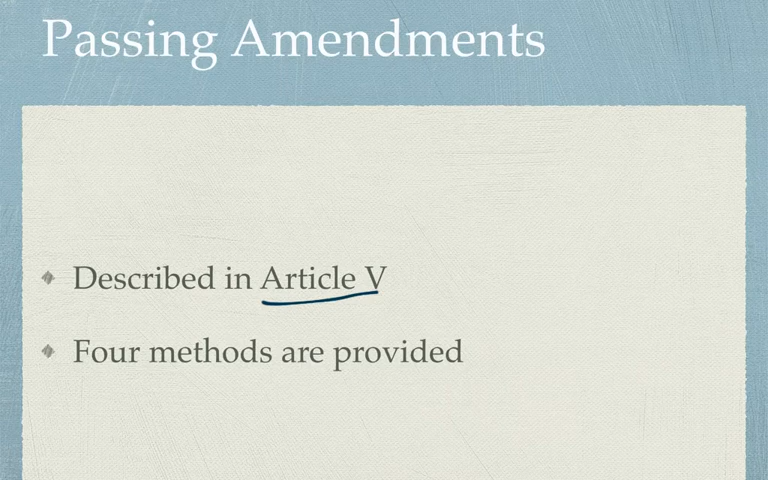 Passing Amendments
Described in Article V
Four methods are provided